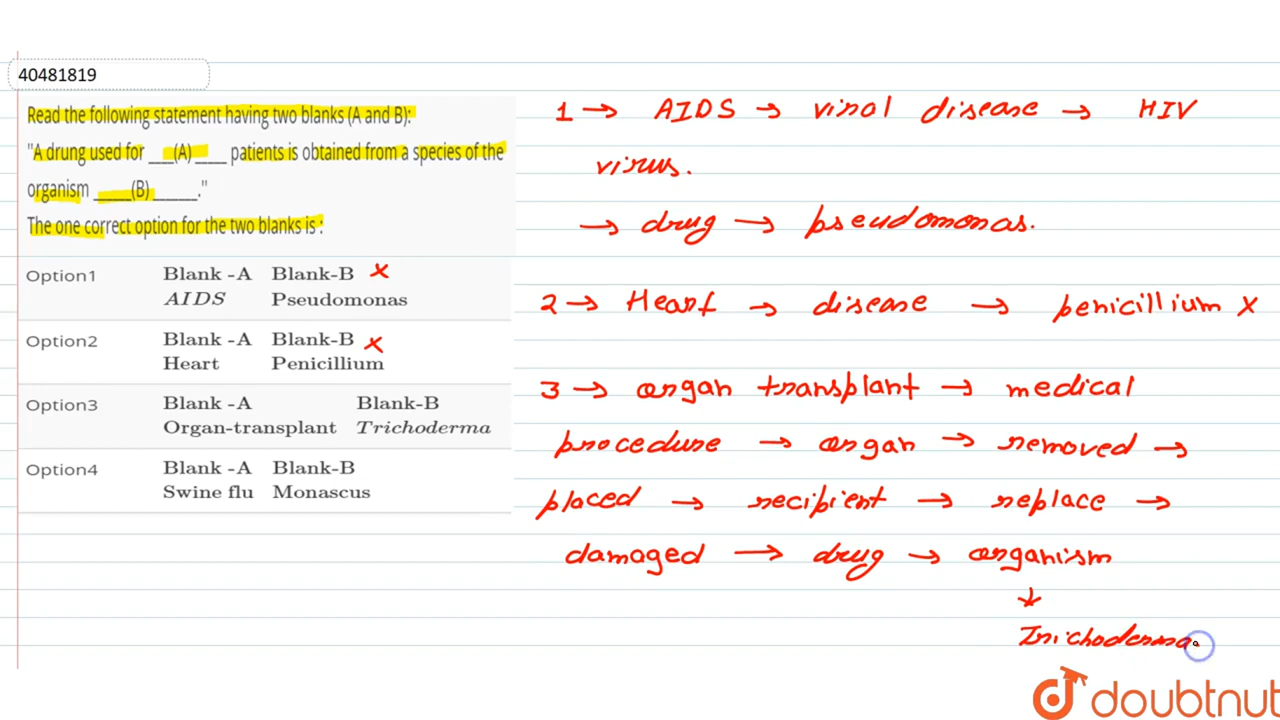 40481819
Read the following statement having two blanks (A and B):
"A drung used for ___(A) ____ patients is obtained from a species of the
organism _____(B) ______."
The one correct option for the two blanks is :
Option1 Blank -A Blank-B x
AIDS Pseudomonas
Option2 Blank -A Blank-B x
Heart Penicillium
Option3 Blank -A Blank-B
Organ-transplant Trichoderma
Option4 Blank -A Blank-B
Swine flu Monascus
1 → AIDS → viral disease → HIV
virus.
→ drug → pseudomonas.
2 → Heart → disease → penicillium x
3 → organ transplant → medical
procedure → organ → removed →
placed → recipient → replace →
damaged → drug → organism
↓
Trichoderma
doubtnut